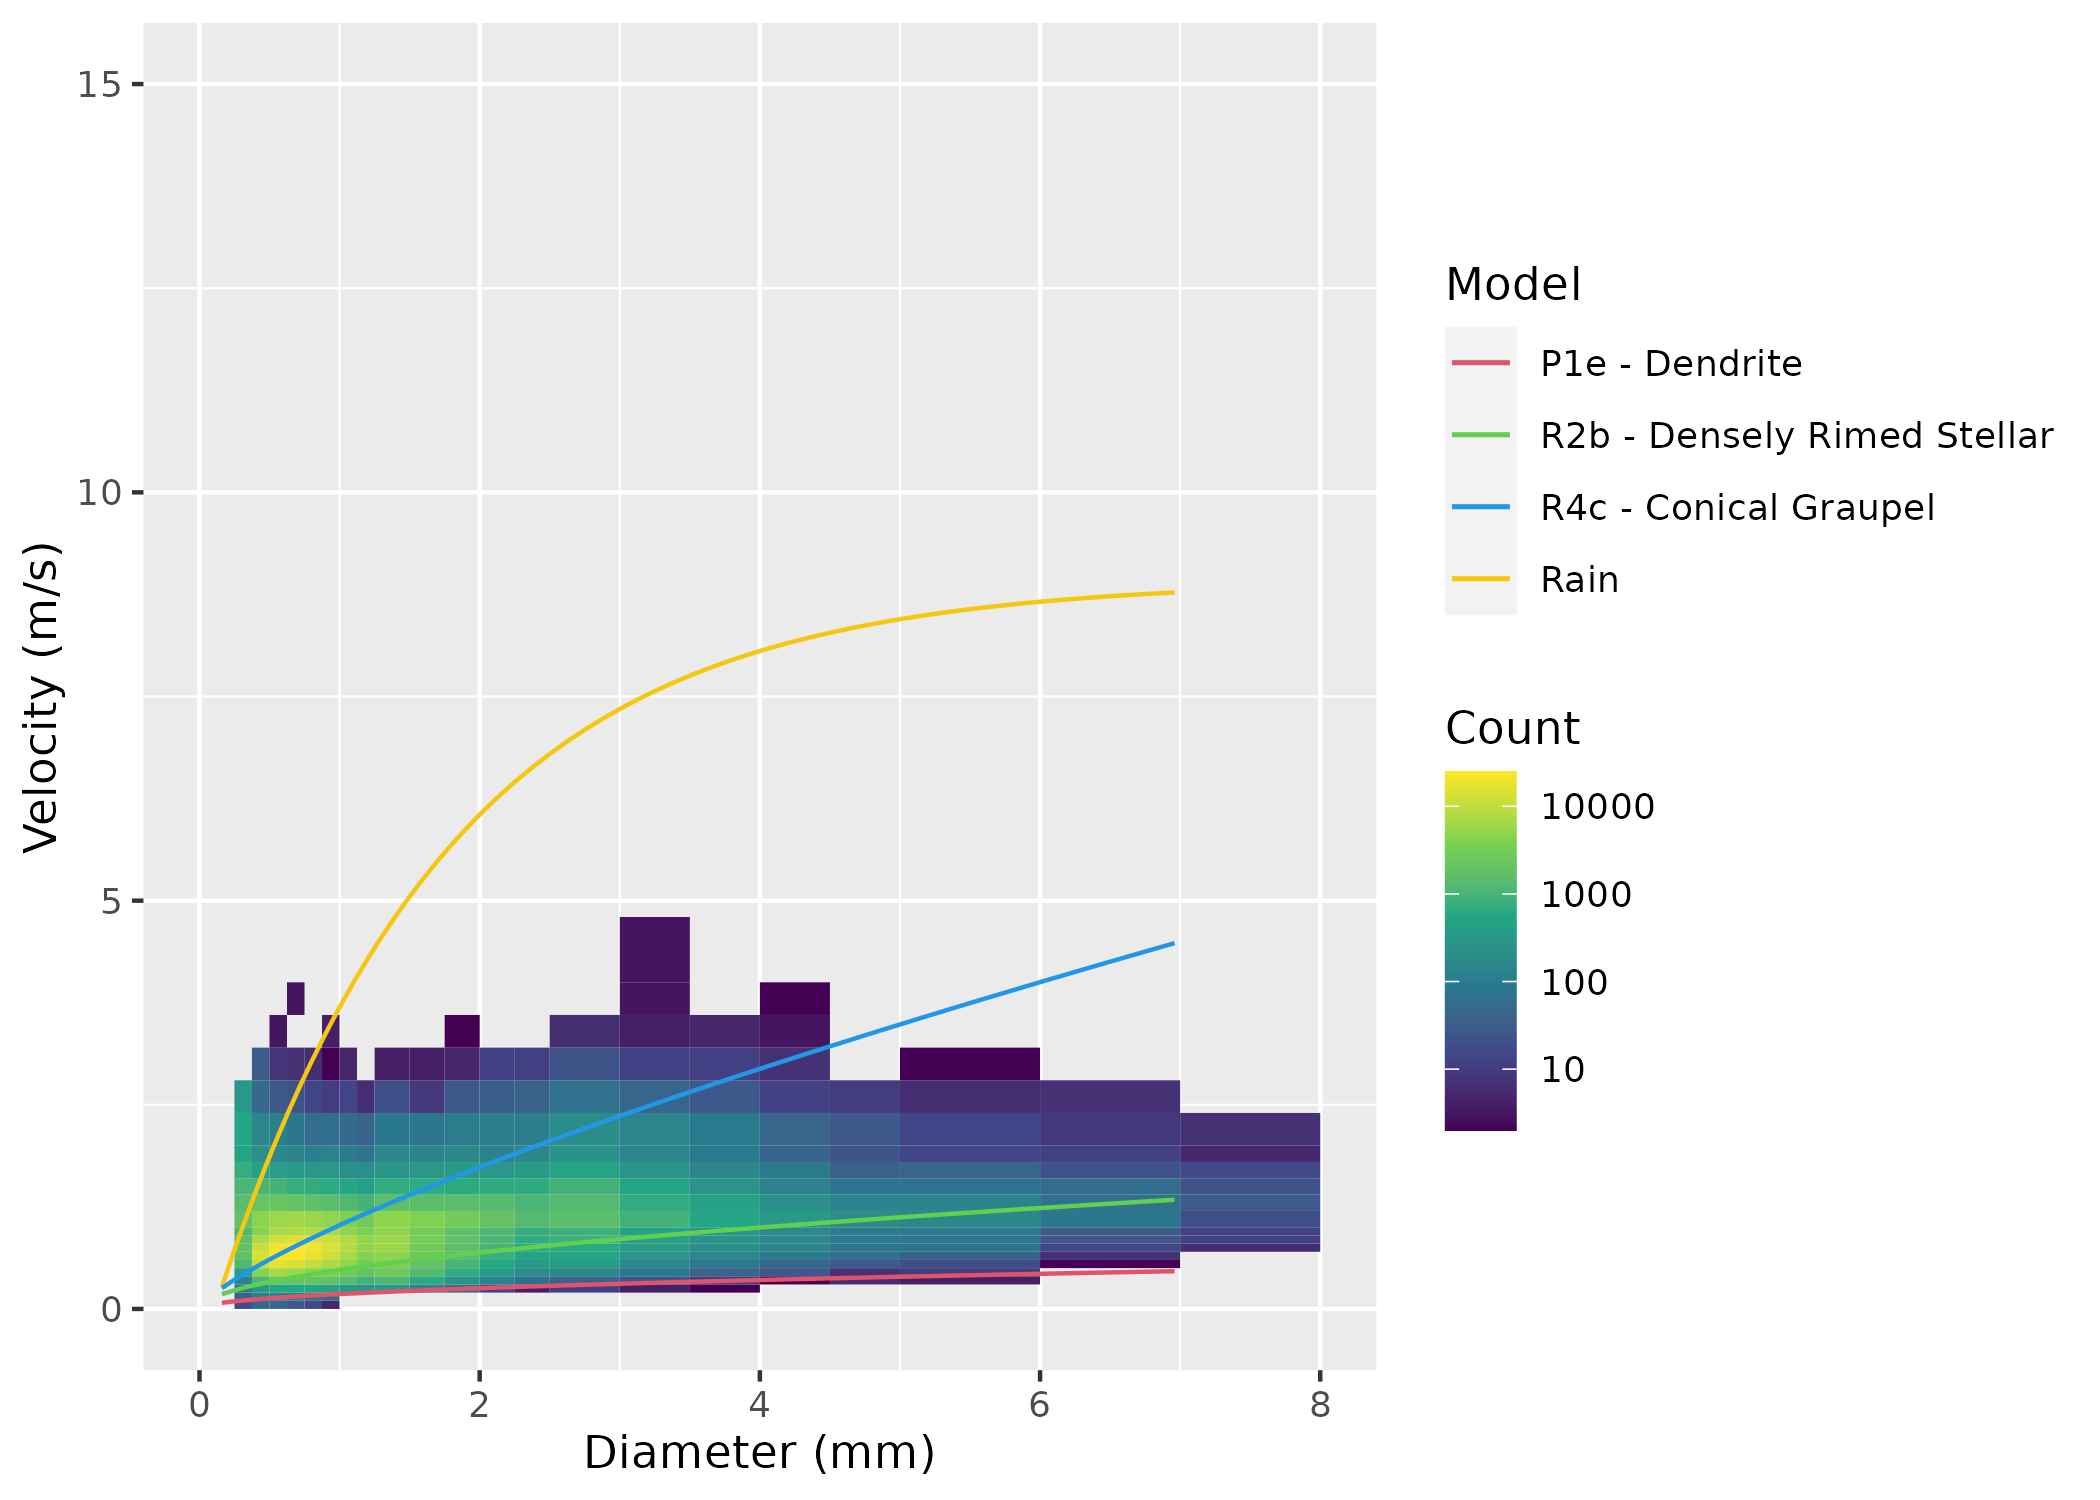 15
10
5
0
0 2 4 6 8
Velocity (m/s)
Diameter (mm)
Model
P1e - Dendrite
R2b - Densely Rimed Stellar
R4c - Conical Graupel
Rain
Count
10000
1000
100
10